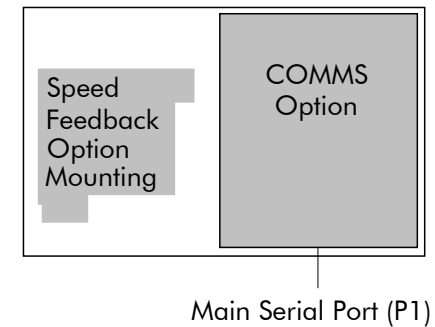 Speed
Feedback
Option
Mounting
COMMS
Option
Main Serial Port (P1)